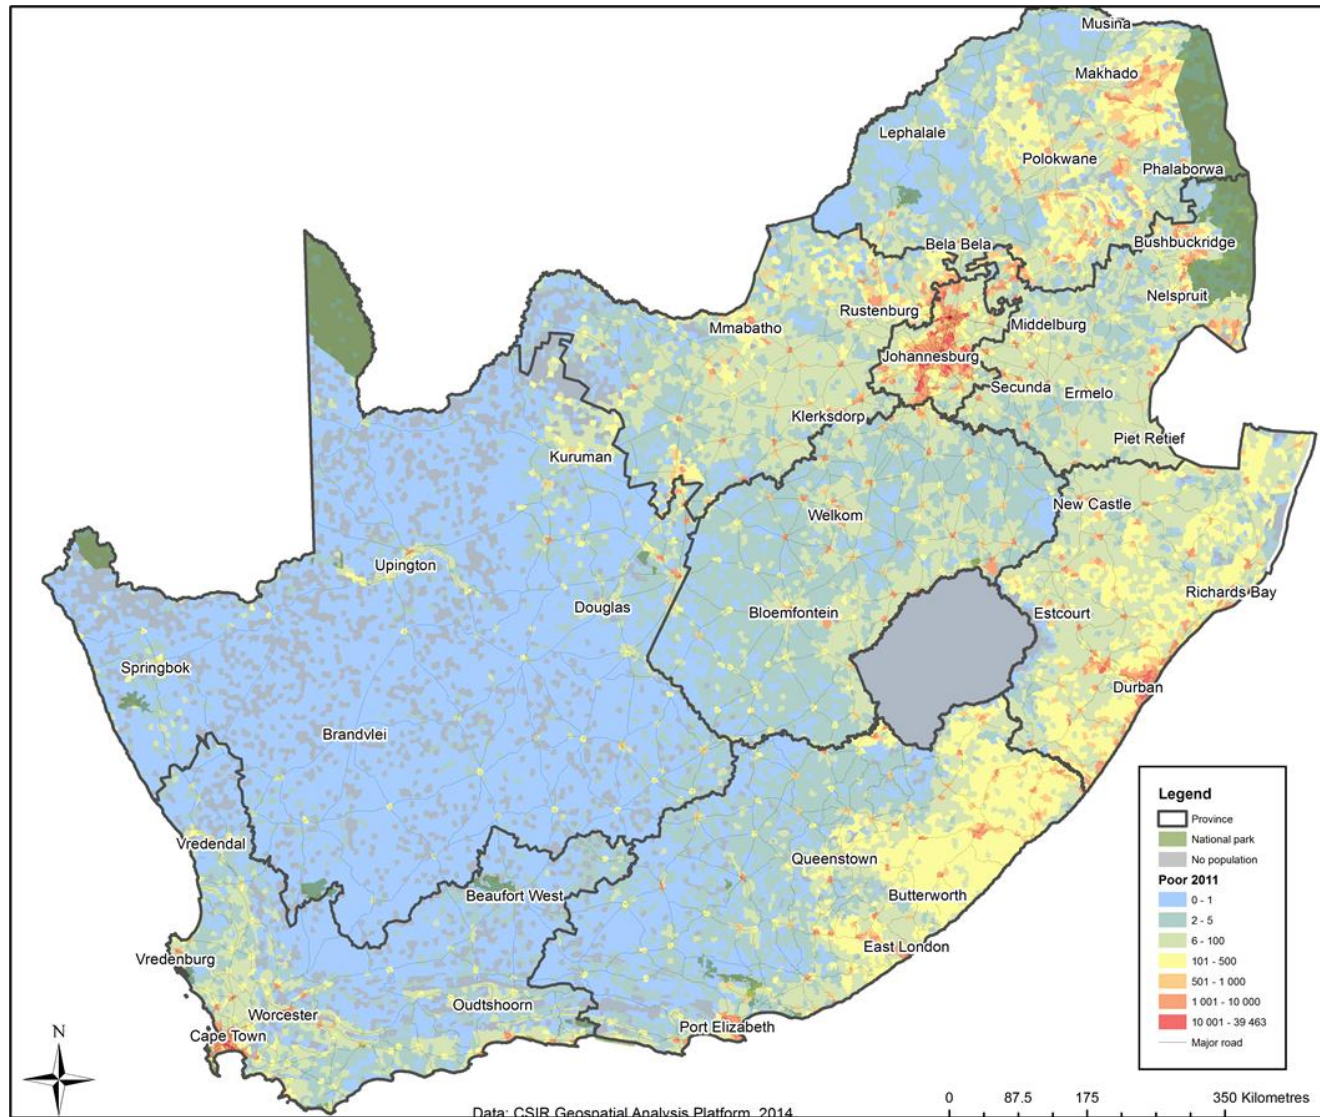 Musina
Makhado
Lephalale
Polokwane
Phalaborwa
Bela Bela
Bushbuckridge
Nelspruit
Rustenburg
Mmabatho
Middelburg
Johannesburg
Secunda
Ermelo
Klerksdorp
Piet Retief
Kuruman
Welkom
New Castle
Upington
Douglas
Bloemfontein
Estcourt
Richards Bay
Springbok
Durban
Brandvlei
Vredendal
Queenstown
Beaufort West
Butterworth
East London
Vredenburg
Oudtshoorn
Worcester
Port Elizabeth
Cape Town
Legend
Province
National park
No population
Poor 2011
0 - 1
2 - 5
6 - 100
101 - 500
501 - 1 000
1 001 - 10 000
10 001 - 39 463
Major road
N
0 87.5 175 350 Kilometres
Data: CSIR Geospatial Analysis Platform, 2014